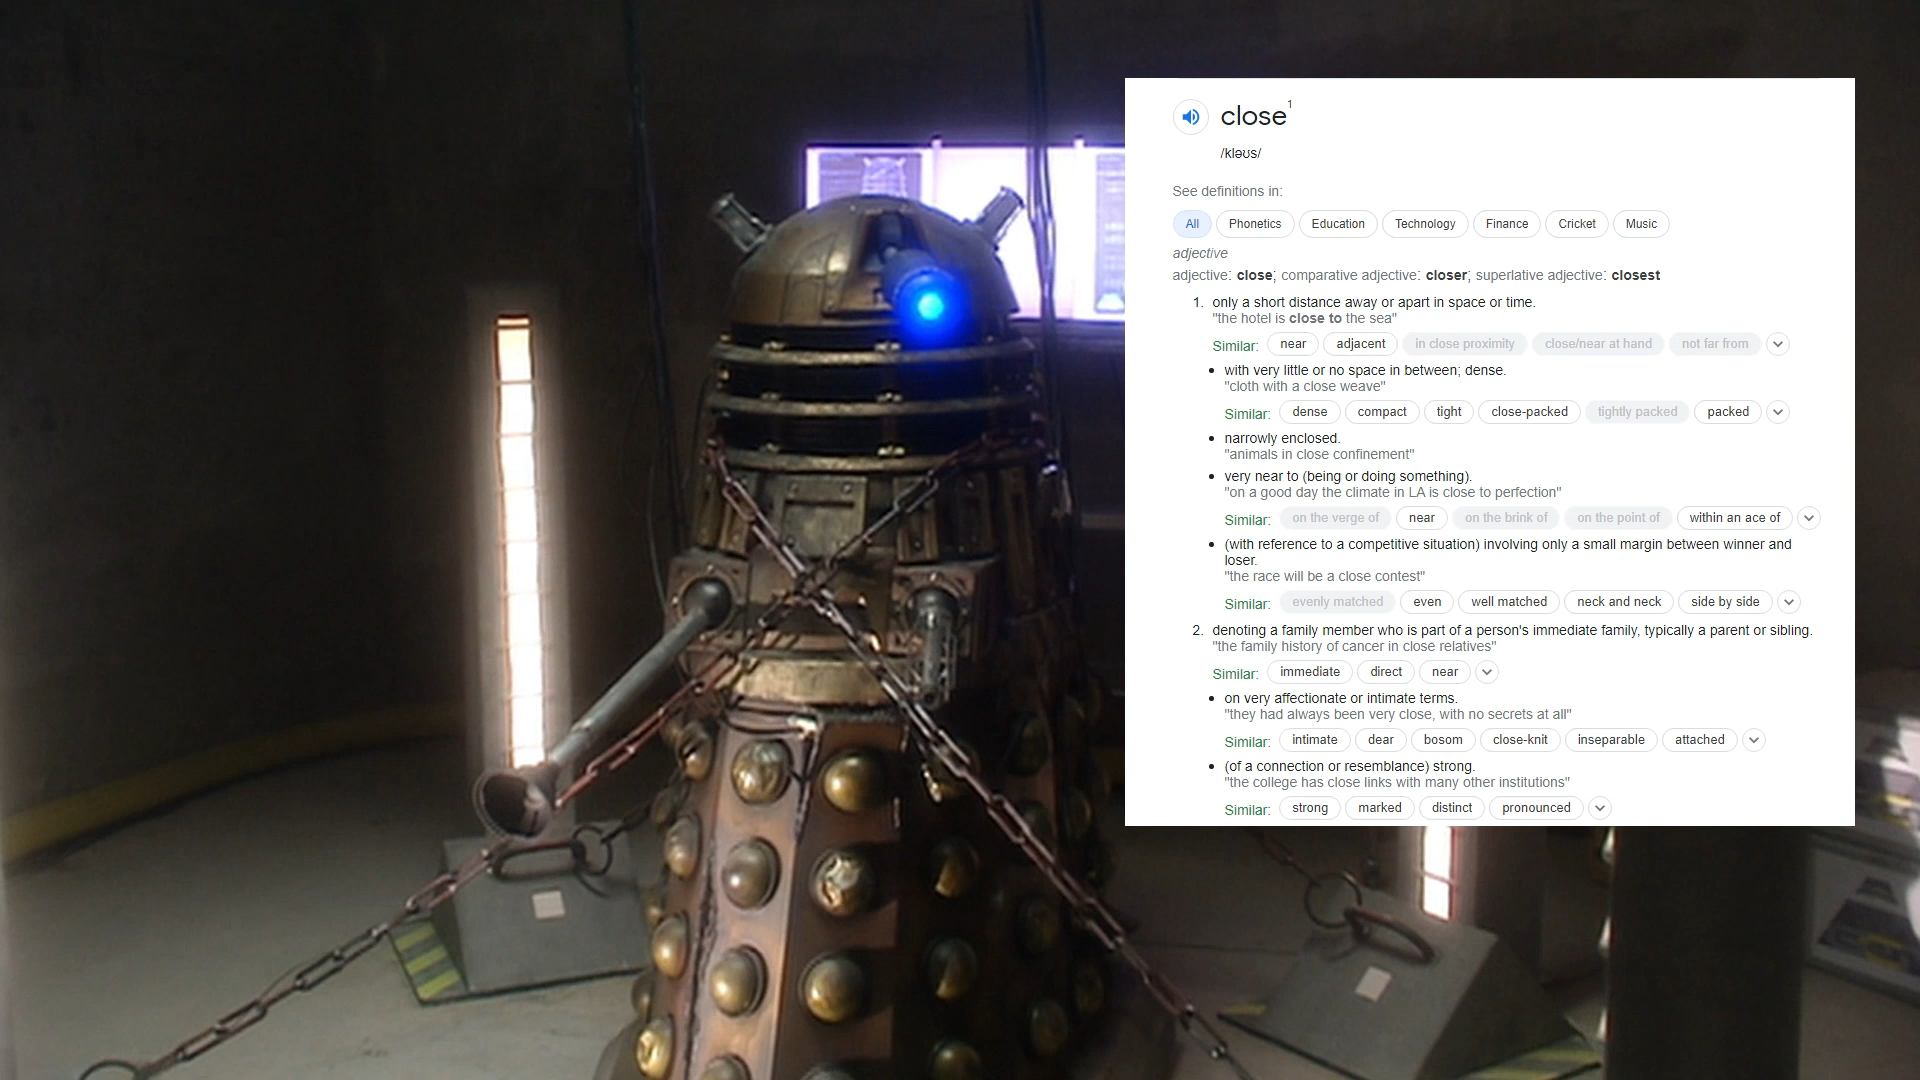 close¹
/kləʊs/
See definitions in:
All Phonetics Education Technology Finance Cricket Music
adjective
adjective: close; comparative adjective: closer; superlative adjective: closest
1. only a short distance away or apart in space or time.
"the hotel is close to the sea"
Similar: near adjacent in close proximity close/near at hand not far from
• with very little or no space in between; dense.
"cloth with a close weave"
Similar: dense compact tight close-packed tightly packed packed
• narrowly enclosed.
"animals in close confinement"
• very near to (being or doing something).
"on a good day the climate in LA is close to perfection"
Similar: on the verge of near on the brink of on the point of within an ace of
• (with reference to a competitive situation) involving only a small margin between winner and
loser.
"the race will be a close contest"
Similar: evenly matched even well matched neck and neck side by side
2. denoting a family member who is part of a person's immediate family, typically a parent or sibling.
"the family history of cancer in close relatives"
Similar: immediate direct near
• on very affectionate or intimate terms.
"they had always been very close, with no secrets at all"
Similar: intimate dear bosom close-knit inseparable attached
• (of a connection or resemblance) strong.
"the college has close links with many other institutions"
Similar: strong marked distinct pronounced